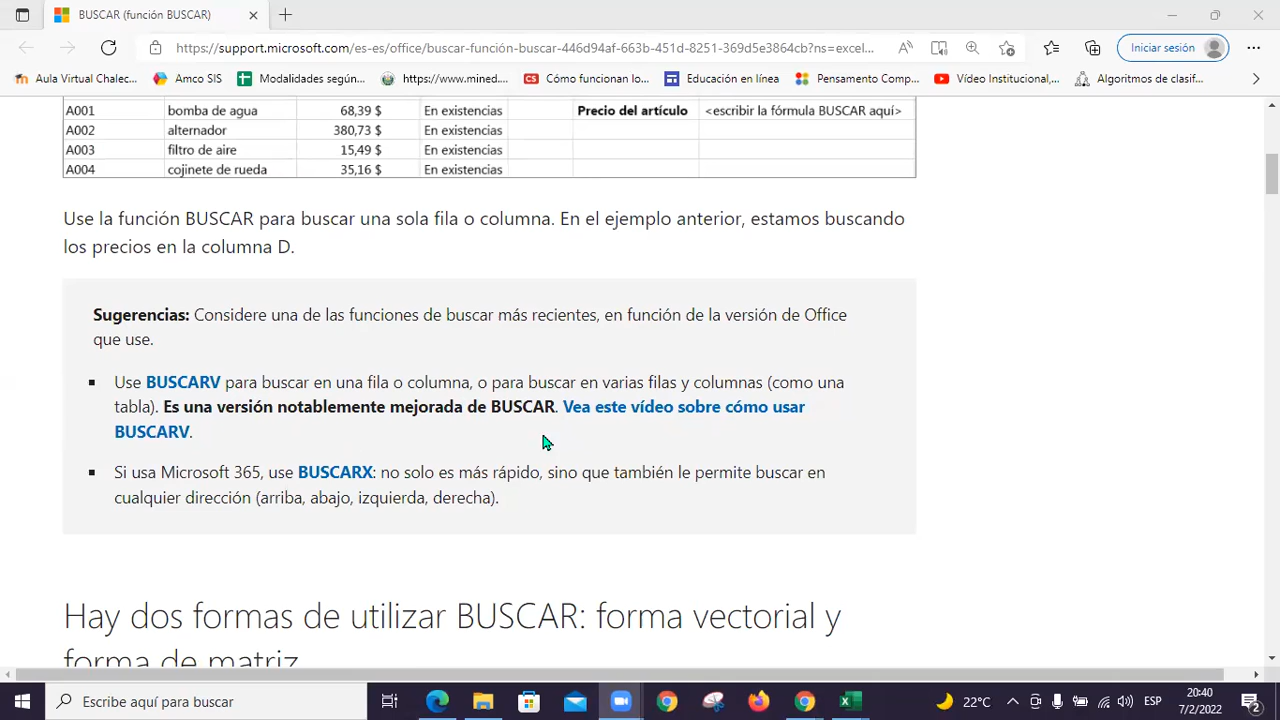 BUSCAR (función BUSCAR)
https://support.microsoft.com/es-es/office/buscar-función-buscar-446d94af-663b-451d-8251-369d5e3864cb?ns=excel...
Iniciar sesión
Aula Virtual Chalec... Amco SIS Modalidades según... https://www.mined... CS Cómo funcionan lo... Educación en línea Pensamiento Comp... Vídeo Institucional,... Algoritmos de clasif...
A001 bomba de agua 68,39 $ En existencias Precio del artículo <escribir la fórmula BUSCAR aquí>
A002 alternador 380,73 $ En existencias
A003 filtro de aire 15,49 $ En existencias
A004 cojinete de rueda 35,16 $ En existencias
Use la función BUSCAR para buscar una sola fila o columna. En el ejemplo anterior, estamos buscando
los precios en la columna D.
Sugerencias: Considere una de las funciones de buscar más recientes, en función de la versión de Office
que use.
▪ Use BUSCARV para buscar en una fila o columna, o para buscar en varias filas y columnas (como una
tabla). Es una versión notablemente mejorada de BUSCAR. Vea este vídeo sobre cómo usar
BUSCARV.
▪ Si usa Microsoft 365, use BUSCARX: no solo es más rápido, sino que también le permite buscar en
cualquier dirección (arriba, abajo, izquierda, derecha).
Hay dos formas de utilizar BUSCAR: forma vectorial y
forma de matriz
Escribe aquí para buscar
22°C
ESP
20:40
7/2/2022
2